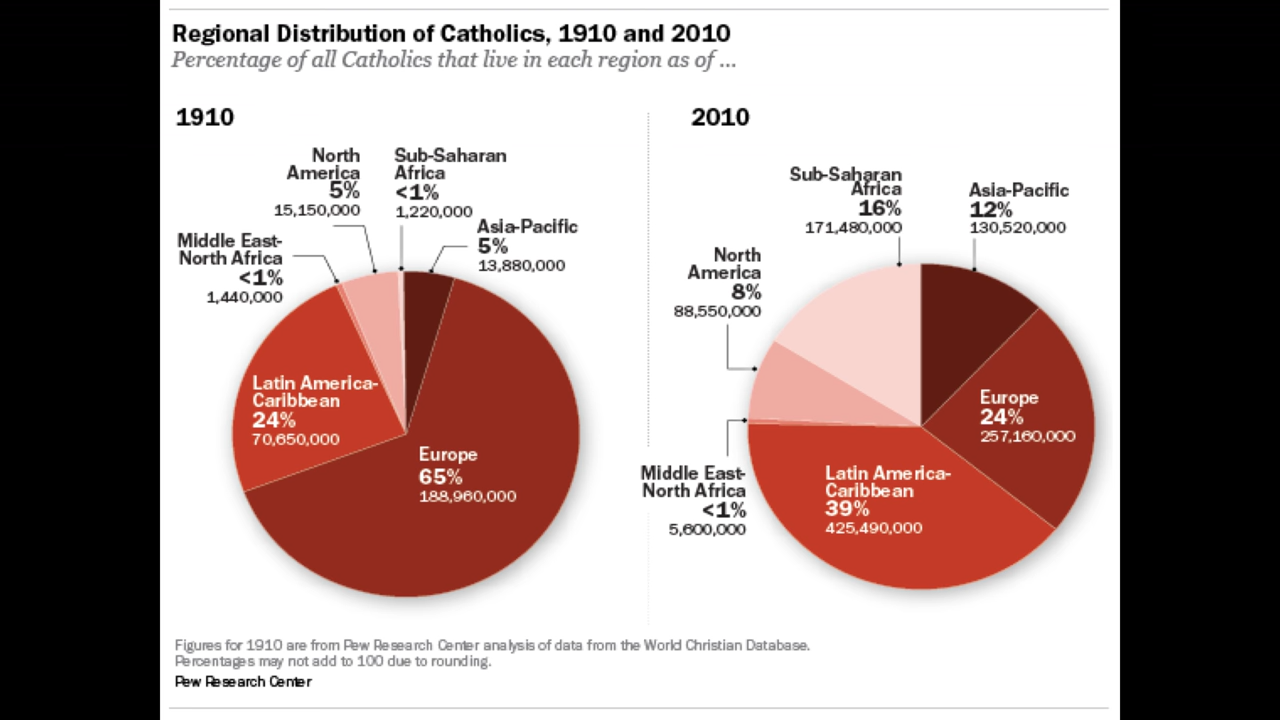 Regional Distribution of Catholics, 1910 and 2010
Percentage of all Catholics that live in each region as of ...
1910
North
America
5%
15,150,000
Sub-Saharan
Africa
<1%
1,220,000
Asia-Pacific
5%
13,880,000
Middle East-
North Africa
<1%
1,440,000
Latin America-
Caribbean
24%
70,650,000
Europe
65%
188,960,000
2010
Sub-Saharan
Africa
16%
171,480,000
Asia-Pacific
12%
130,520,000
North
America
8%
88,550,000
Europe
24%
257,160,000
Middle East-
North Africa
<1%
5,600,000
Latin America-
Caribbean
39%
425,490,000
Figures for 1910 are from Pew Research Center analysis of data from the World Christian Database.
Percentages may not add to 100 due to rounding.
Pew Research Center